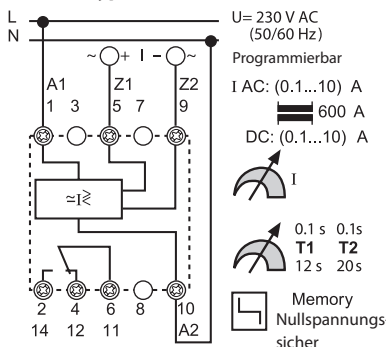 L
N
U= 230 V AC
(50/60 Hz)
Programmierbar
~ + I - ~
A1 Z1 Z2
1 3 5 7 9
I AC: (0.1...10) A
600 A
DC: (0.1...10) A
I
≂I≷
0.1 s 0.1s
T1 T2
12 s 20s
2 4 6 8 10
14 12 11 A2
Memory
Nullspannungs-
sicher